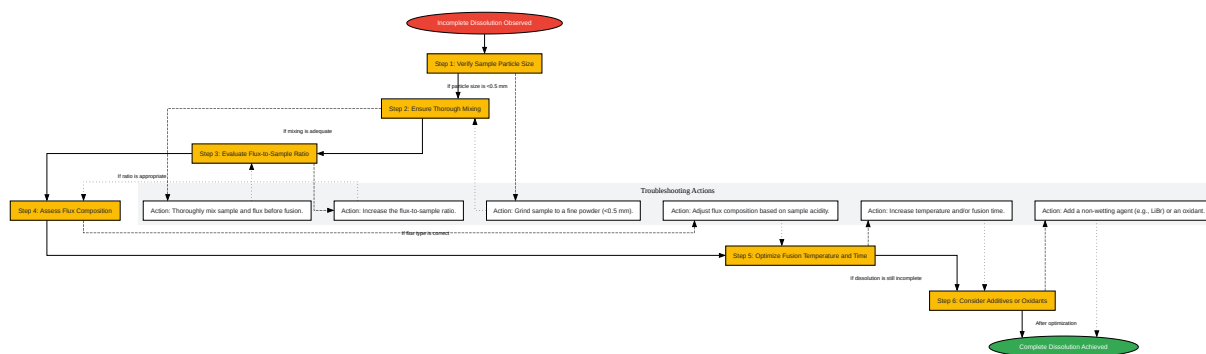 Incomplete Dissolution Observed
Step 1: Verify Sample Particle Size
If particle size is <0.5 mm
Step 2: Ensure Thorough Mixing
If mixing is adequate
Step 3: Evaluate Flux-to-Sample Ratio
If ratio is appropriate
Troubleshooting Actions
Step 4: Assess Flux Composition
Action: Thoroughly mix sample and flux before fusion.
Action: Increase the flux-to-sample ratio.
Action: Grind sample to a fine powder (<0.5 mm).
Action: Adjust flux composition based on sample acidity.
Action: Increase temperature and/or fusion time.
Action: Add a non-wetting agent (e.g., LiBr) or an oxidant.
If flux type is correct
Step 5: Optimize Fusion Temperature and Time
If dissolution is still incomplete
Step 6: Consider Additives or Oxidants
After optimization
Complete Dissolution Achieved